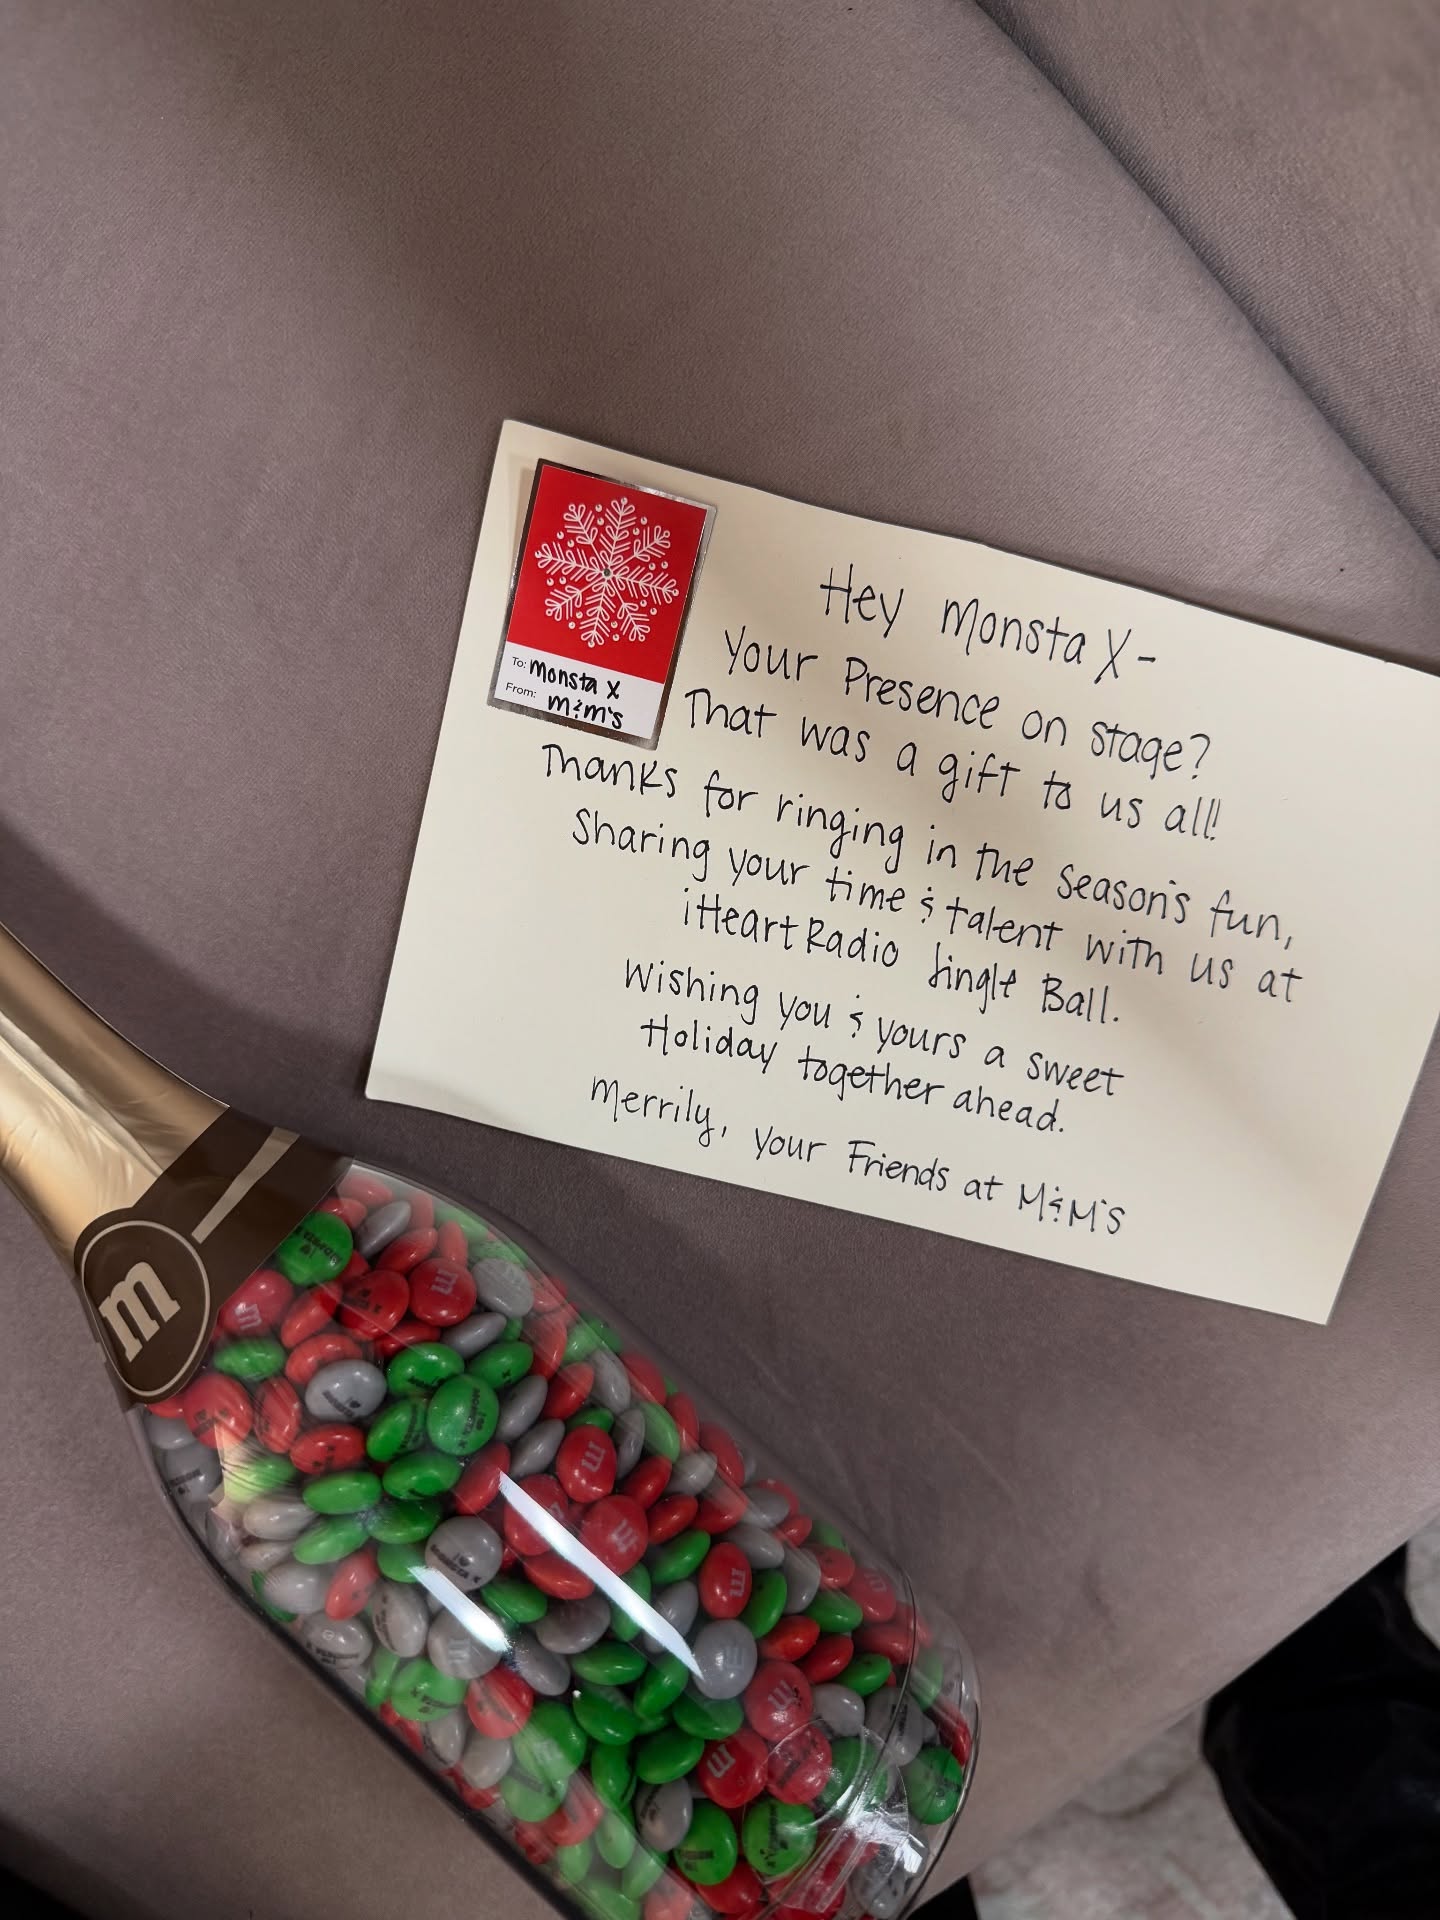 To: Monsta X
From: M&M's
Hey Monsta X-
Your Presence on stage?
That was a gift to us all!
Thanks for ringing in the season's fun,
Sharing your time & talent with us at
iHeartRadio Jingle Ball.
Wishing you & yours a sweet
Holiday together ahead.
Merrily, your Friends at M&M's
m
m
m
I ♥
MONSTA X
m
m
I ♥
MONSTA X
m
m
m
m
m